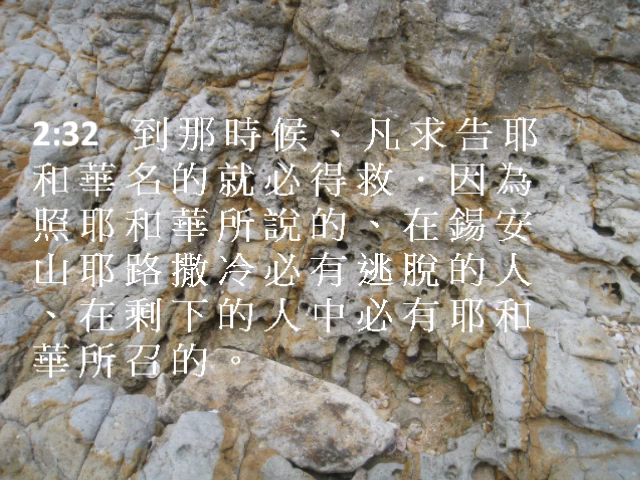 2:32 到那時候、凡求告耶
和華名的就必得救．因為
照耶和華所說的、在錫安
山耶路撒冷必有逃脫的人
、在剩下的人中必有耶和
華所召的。